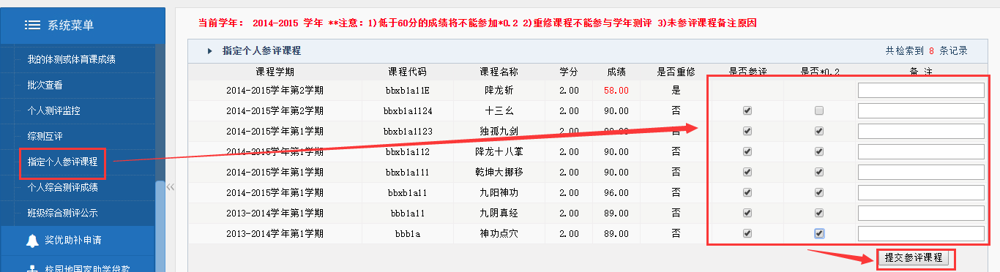 系统菜单
我的体测或体育课成绩
批次查看
个人测评监控
综测互评
指定个人参评课程
个人综合测评成绩
班级综合测评公示
奖优助补申请
校园地国家助学贷款
当前学年： 2014-2015 学年 **注意：1)低于60分的成绩将不能参加*0.2 2)重修课程不能参与学年测评 3)未参评课程备注原因
指定个人参评课程 共检索到 8 条记录
课程学期 课程代码 课程名称 学分 成绩 是否重修 是否参评 是否*0.2 备 注
2014-2015学年第2学期 bbxb1a11E 降龙斩 2.00 58.00 是
2014-2015学年第2学期 bbxb1a1124 十三幺 2.00 90.00 否
2014-2015学年第1学期 bbxb1a1123 独孤九剑 2.00 否
2014-2015学年第1学期 bbxb1a112 降龙十八掌 2.00 90.00 否
2014-2015学年第1学期 bbxb1a111 乾坤大挪移 2.00 90.00 否
2014-2015学年第1学期 bbxb1a11 九阳神功 2.00 96.00 否
2013-2014学年第1学期 bbb1a11 九阴真经 2.00 89.00 否
2013-2014学年第1学期 bbb1a 神功点穴 2.00 89.00 否
提交参评课程